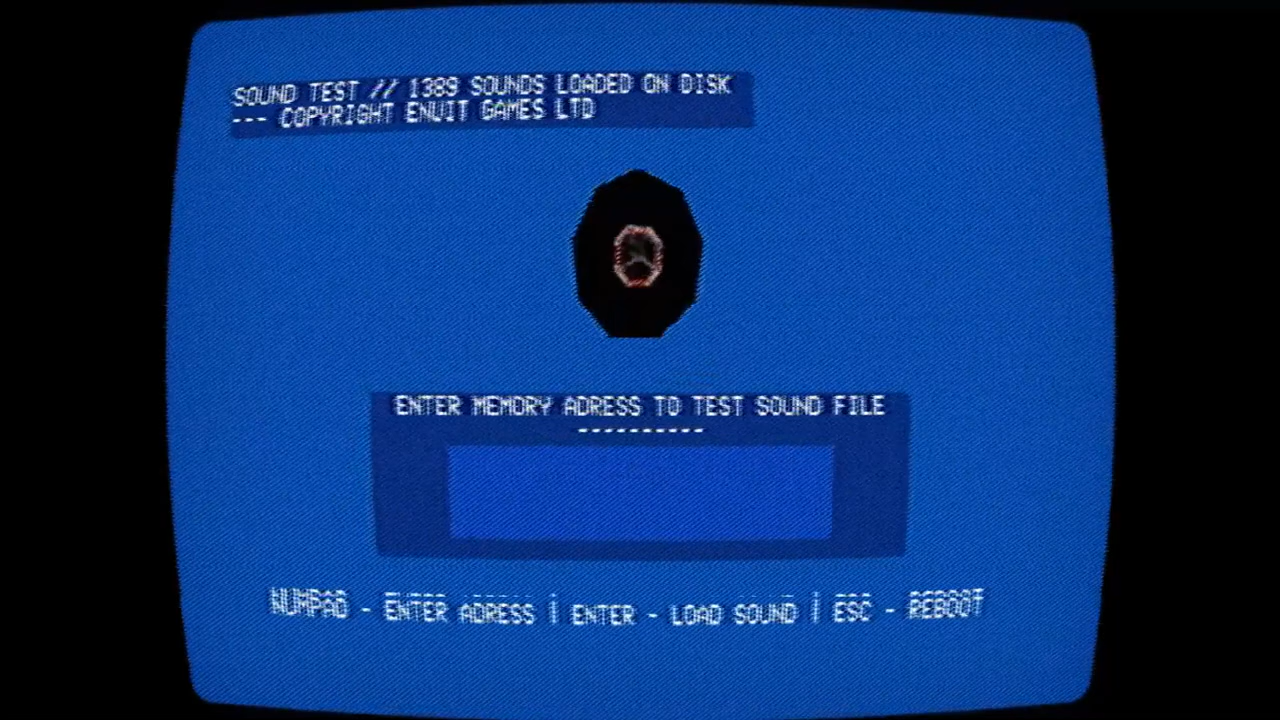 SOUND TEST // 1389 SOUNDS LOADED ON DISK
--- COPYRIGHT ENUIT GAMES LTD
ENTER MEMORY ADRESS TO TEST SOUND FILE
----------
NUMPAD - ENTER ADRESS | ENTER - LOAD SOUND | ESC - REBOOT